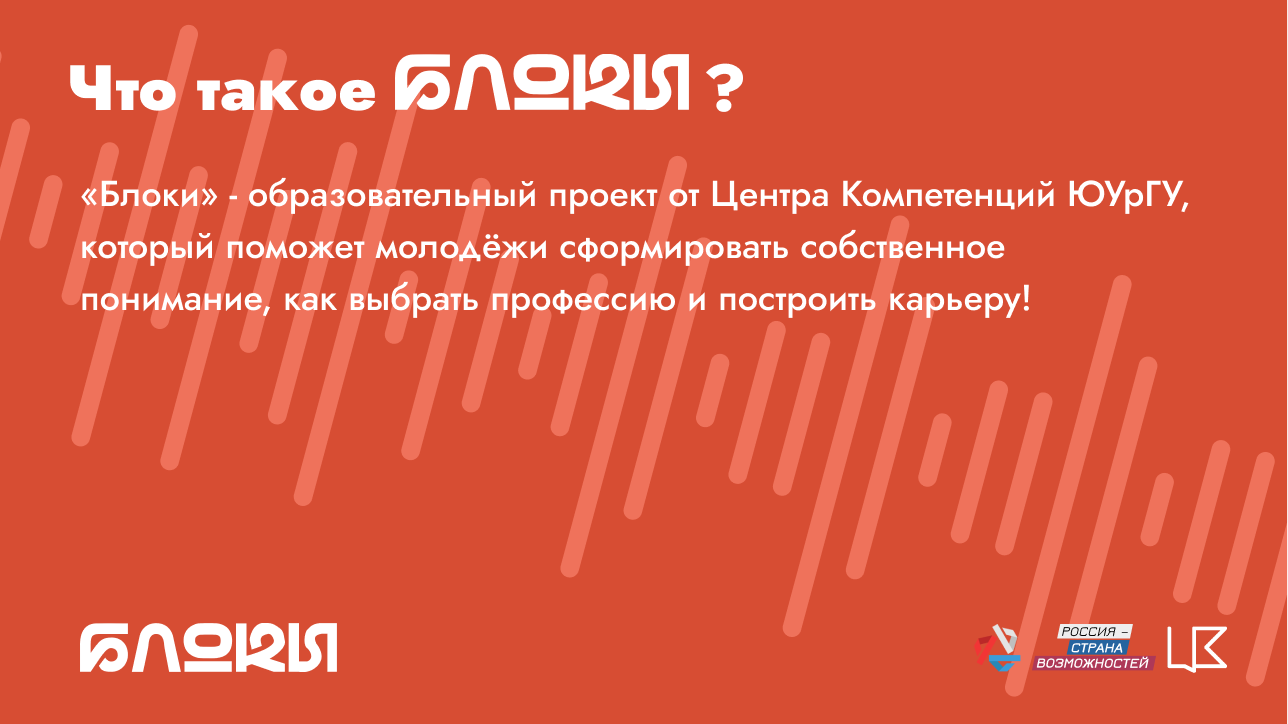 Что такое БЛОКИ ?
«Блоки» - образовательный проект от Центра Компетенций ЮУрГУ,
который поможет молодёжи сформировать собственное
понимание, как выбрать профессию и построить карьеру!
БЛОКИ
РОССИЯ –
СТРАНА
ВОЗМОЖНОСТЕЙ
ЦК